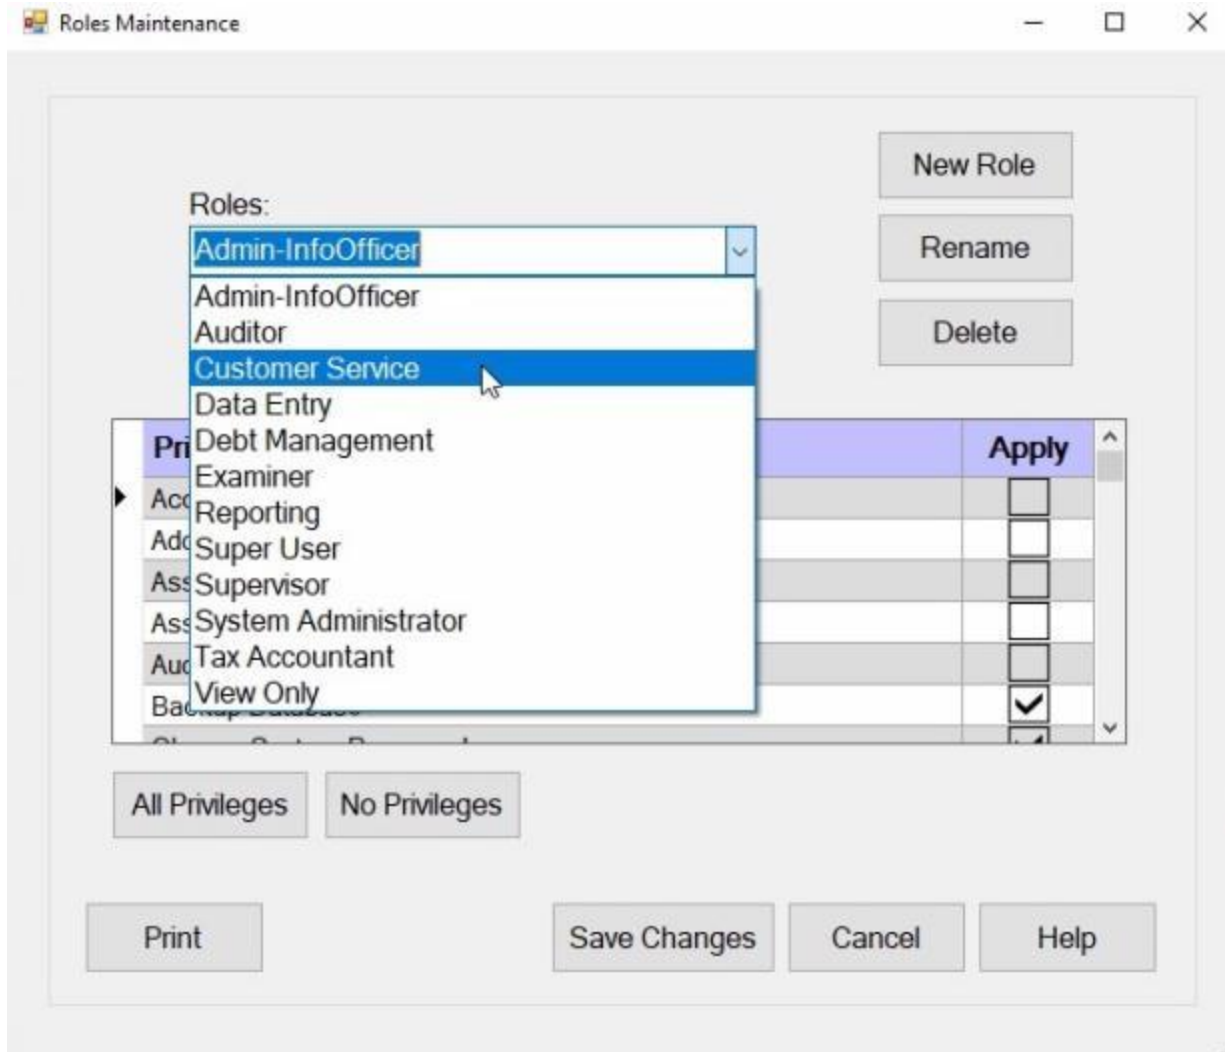 Roles Maintenance
New Role
Roles:
Admin-InfoOfficer
Rename
Admin-InfoOfficer
Auditor
Delete
Customer Service
Data Entry
Debt Management
Apply
Examiner
Reporting
Super User
Supervisor
System Administrator
Tax Accountant
View Only
All Privileges No Privileges
Print Save Changes Cancel Help